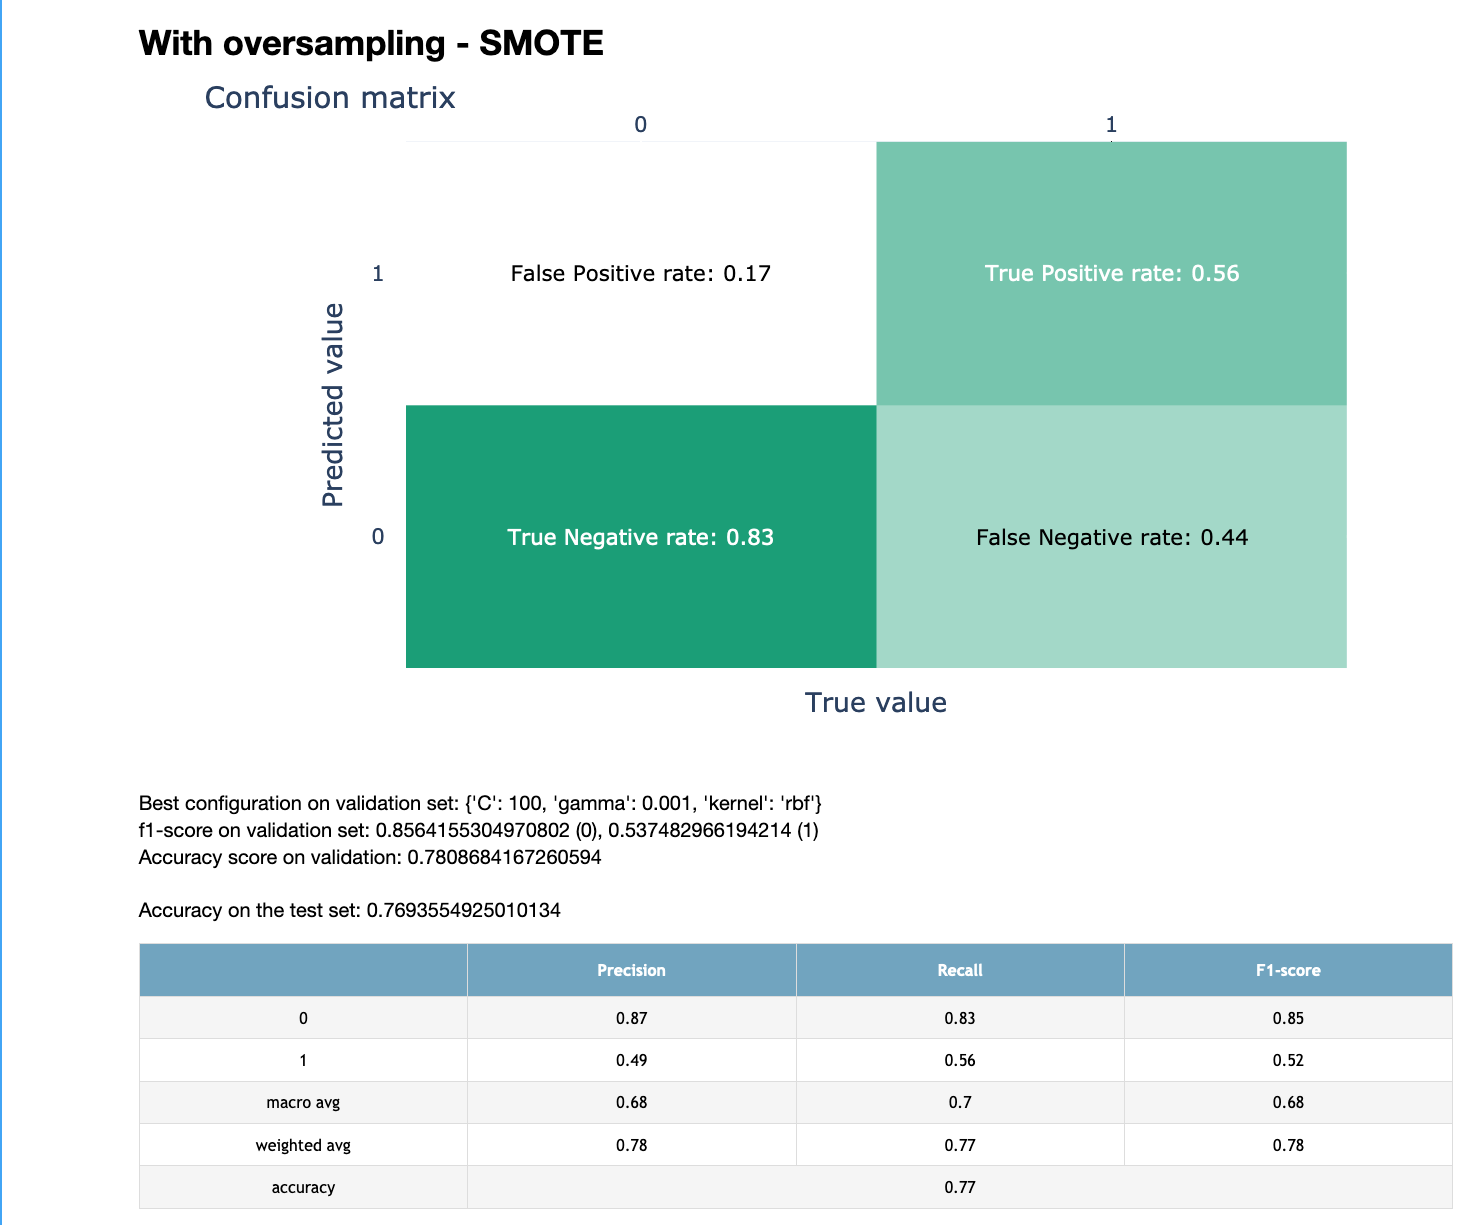 With oversampling - SMOTE
Confusion matrix
0 1
1 False Positive rate: 0.17 True Positive rate: 0.56
Predicted value
0 True Negative rate: 0.83 False Negative rate: 0.44
True value
Best configuration on validation set: {'C': 100, 'gamma': 0.001, 'kernel': 'rbf'}
f1-score on validation set: 0.8564155304970802 (0), 0.537482966194214 (1)
Accuracy score on validation: 0.7808684167260594
Accuracy on the test set: 0.7693554925010134
Precision Recall F1-score
0 0.87 0.83 0.85
1 0.49 0.56 0.52
macro avg 0.68 0.7 0.68
weighted avg 0.78 0.77 0.78
accuracy 0.77